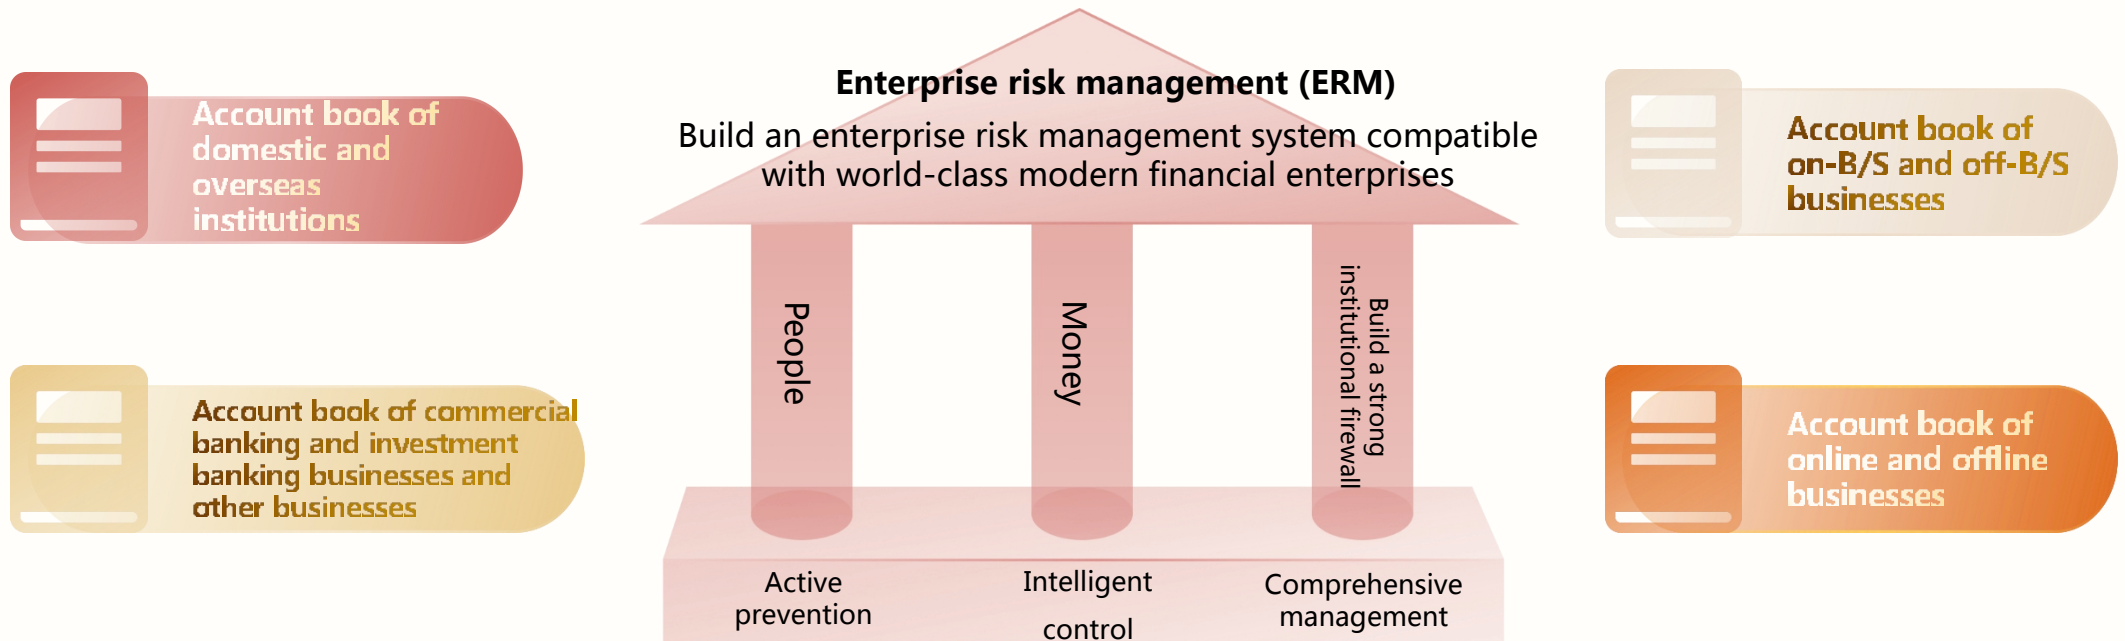 Enterprise risk management (ERM)
Build an enterprise risk management system compatible
with world-class modern financial enterprises
Account book of
domestic and
overseas
institutions
Account book of commercial
banking and investment
banking businesses and
other businesses
People
Money
Build a strong
institutional firewall
Active
prevention
Intelligent
control
Comprehensive
management
Account book of
on-B/S and off-B/S
businesses
Account book of
online and offline
businesses